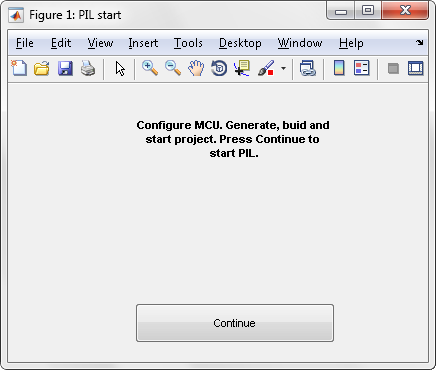 Figure 1: PIL start
File Edit View Insert Tools Desktop Window Help
Configure MCU. Generate, buid and
start project. Press Continue to
start PIL.
Continue